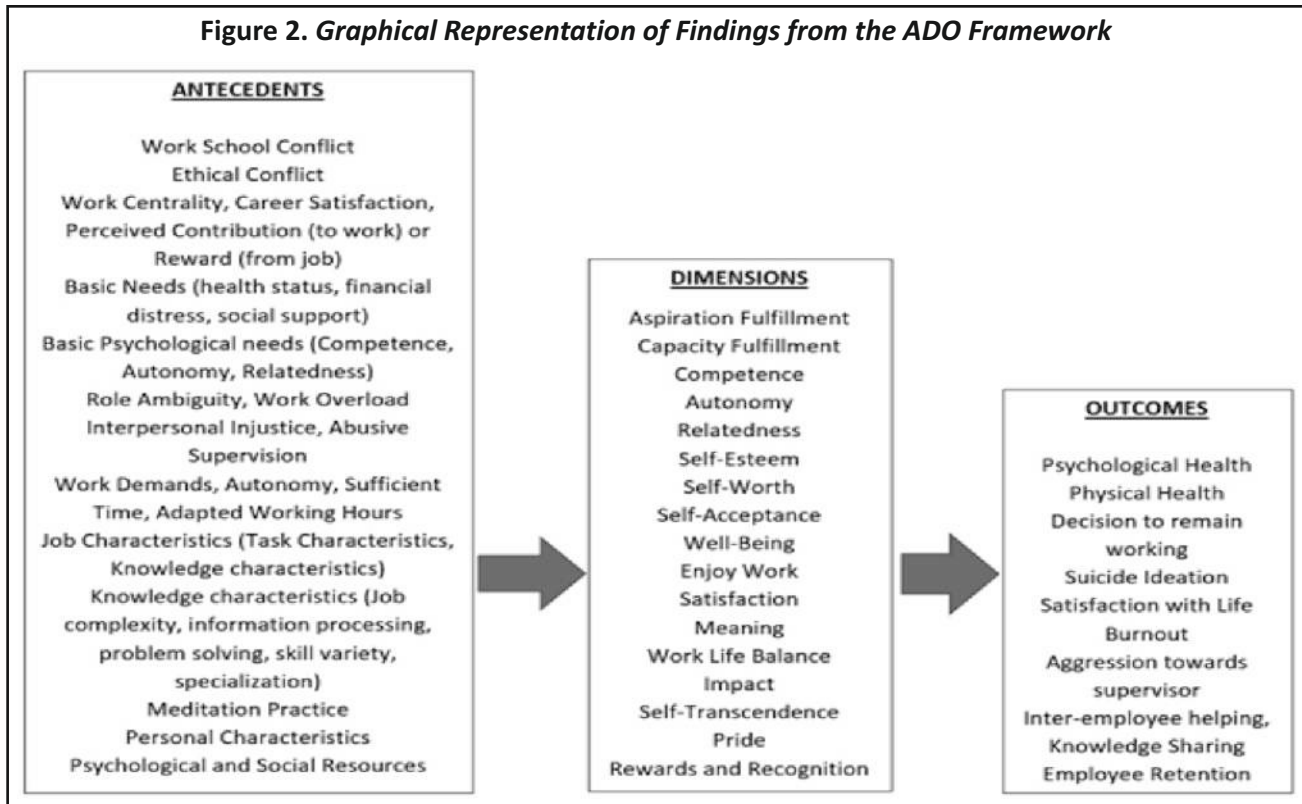 Figure 2. Graphical Representation of Findings from the ADO Framework
ANTECEDENTS
Work School Conflict
Ethical Conflict
Work Centrality, Career Satisfaction,
Perceived Contribution (to work) or
Reward (from job)
Basic Needs (health status, financial
distress, social support)
Basic Psychological needs (Competence,
Autonomy, Relatedness)
Role Ambiguity, Work Overload
Interpersonal Injustice, Abusive
Supervision
Work Demands, Autonomy, Sufficient
Time, Adapted Working Hours
Job Characteristics (Task Characteristics,
Knowledge characteristics)
Knowledge characteristics (Job
complexity, information processing,
problem solving, skill variety,
specialization)
Meditation Practice
Personal Characteristics
Psychological and Social Resources
DIMENSIONS
Aspiration Fulfillment
Capacity Fulfillment
Competence
Autonomy
Relatedness
Self-Esteem
Self-Worth
Self-Acceptance
Well-Being
Enjoy Work
Satisfaction
Meaning
Work Life Balance
Impact
Self-Transcendence
Pride
Rewards and Recognition
OUTCOMES
Psychological Health
Physical Health
Decision to remain
working
Suicide Ideation
Satisfaction with Life
Burnout
Aggression towards
supervisor
Inter-employee helping,
Knowledge Sharing
Employee Retention